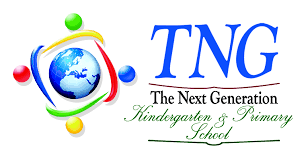 TNG
The Next Generation
Kindergarten & Primary
School